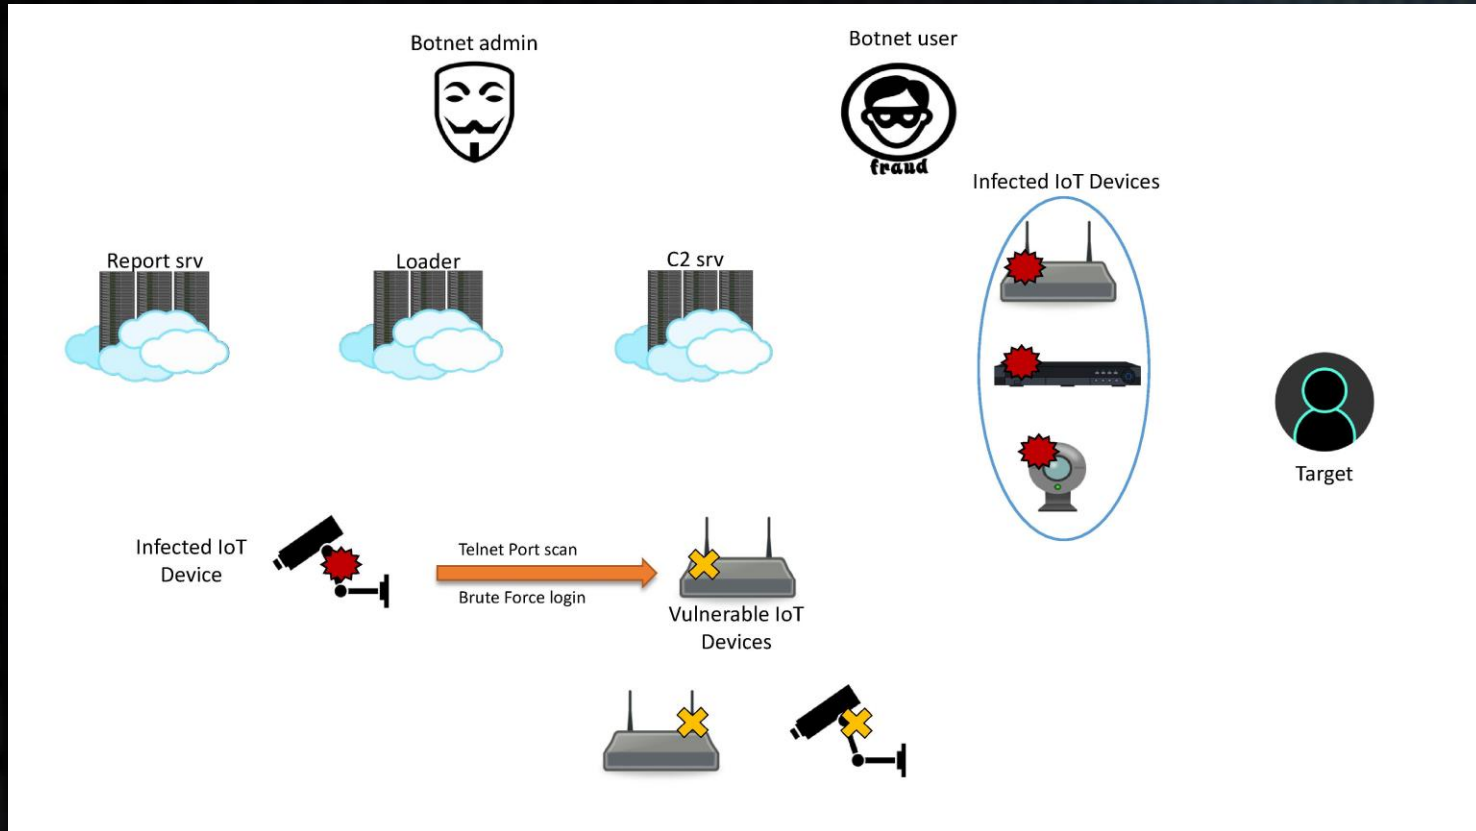 Botnet admin
Botnet user
fraud
Infected IoT Devices
Report srv
Loader
C2 srv
Target
Infected IoT
Device
Telnet Port scan
Brute Force login
Vulnerable IoT
Devices